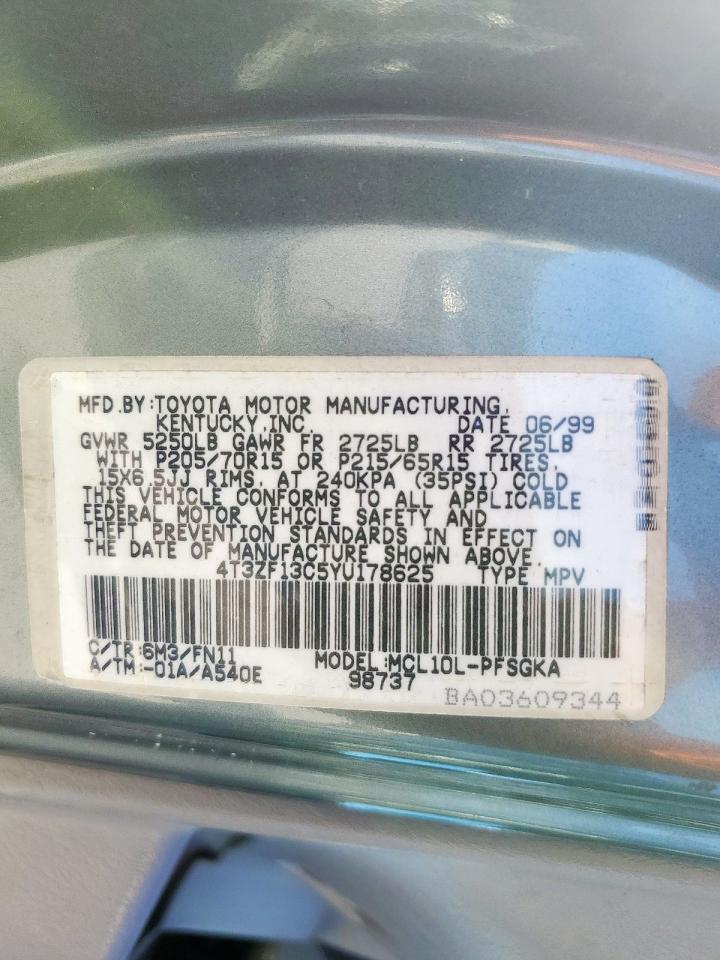 MFD.BY:TOYOTA MOTOR MANUFACTURING,
KENTUCKY,INC. DATE 06/99
GVWR 5250LB GAWR FR 2725LB RR 2725LB
WITH P205/70R15 OR P215/65R15 TIRES,
15X6.5JJ RIMS, AT 240KPA (35PSI) COLD
THIS VEHICLE CONFORMS TO ALL APPLICABLE
FEDERAL MOTOR VEHICLE SAFETY AND
THEFT PREVENTION STANDARDS IN EFFECT ON
THE DATE OF MANUFACTURE SHOWN ABOVE.
4T3ZF13C5YU178625 TYPE MPV
C/TR:6M3/FN11
A/TM:-01A/A540E
MODEL:MCL10L-PFSGKA
98737
BA03609344